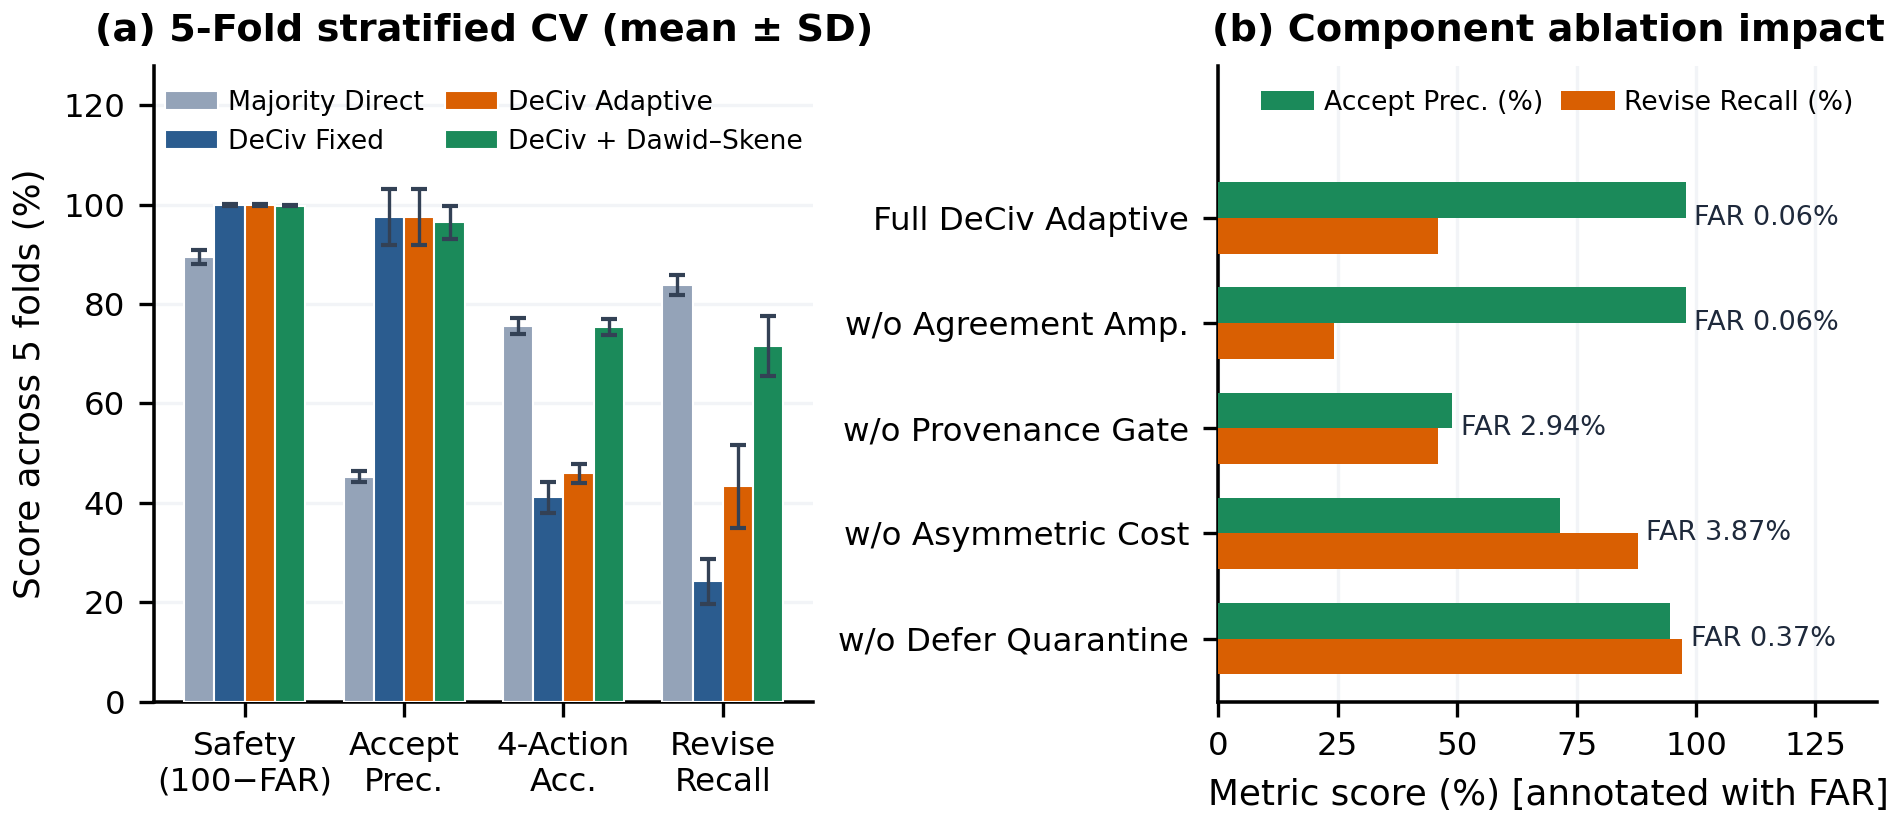 (a) 5-Fold stratified CV (mean ± SD)
Majority Direct
DeCiv Fixed
DeCiv Adaptive
DeCiv + Dawid–Skene
Score across 5 folds (%)
120
100
80
60
40
20
0
Safety
(100−FAR)
Accept
Prec.
4-Action
Acc.
Revise
Recall
(b) Component ablation impact
Accept Prec. (%)
Revise Recall (%)
Full DeCiv Adaptive
FAR 0.06%
w/o Agreement Amp.
FAR 0.06%
w/o Provenance Gate
FAR 2.94%
w/o Asymmetric Cost
FAR 3.87%
w/o Defer Quarantine
FAR 0.37%
0
25
50
75
100
125
Metric score (%) [annotated with FAR]